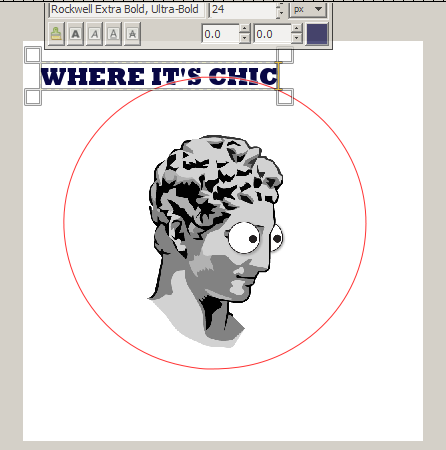 Rockwell Extra Bold, Ultra-Bold 24 px
A A A A 0.0 0.0
WHERE IT'S CHIC